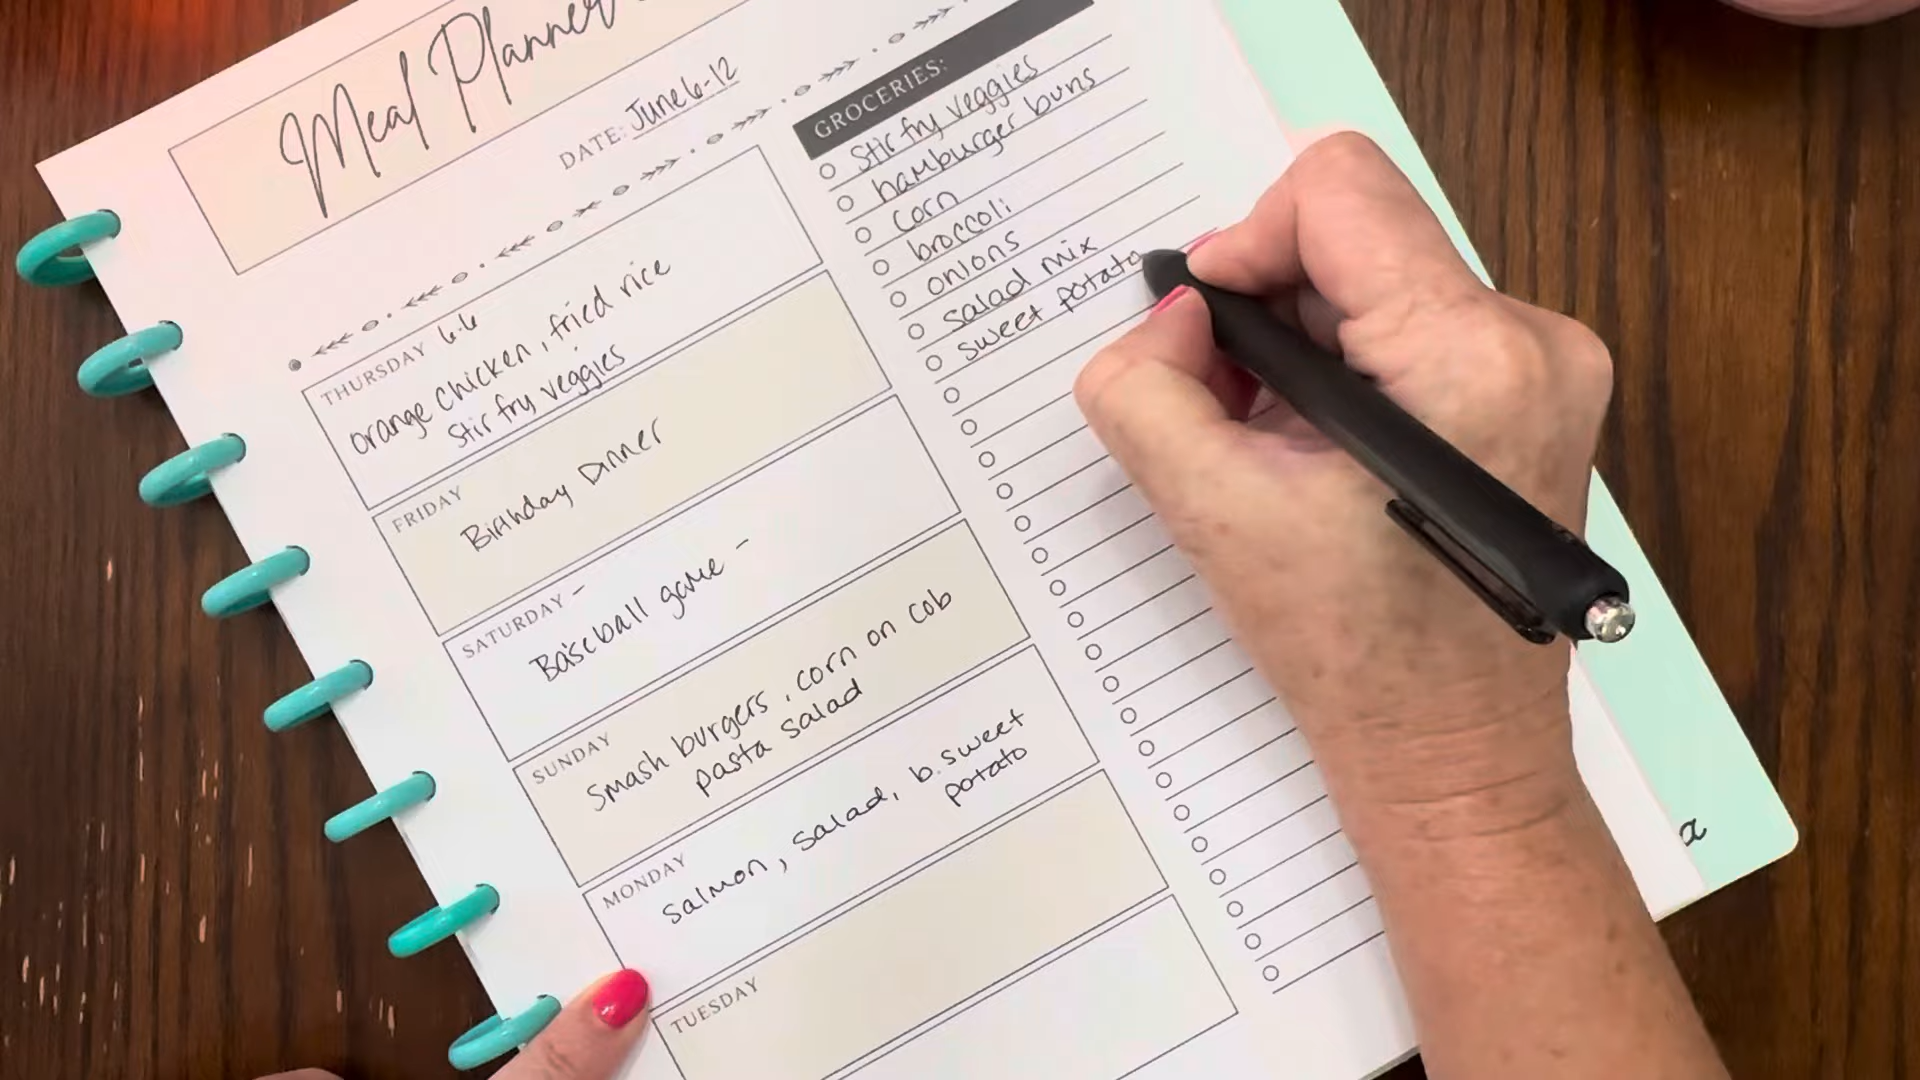 Meal Planner
DATE: June 6-12
THURSDAY 6.6
orange chicken, fried rice
stir fry veggies
FRIDAY
Birthday Dinner
SATURDAY -
Baseball game -
SUNDAY
Smash burgers, corn on cob
pasta salad
MONDAY
Salmon, salad, b. sweet
potato
TUESDAY
GROCERIES:
stir fry veggies
hamburger buns
corn
broccoli
onions
salad mix
sweet potato
a